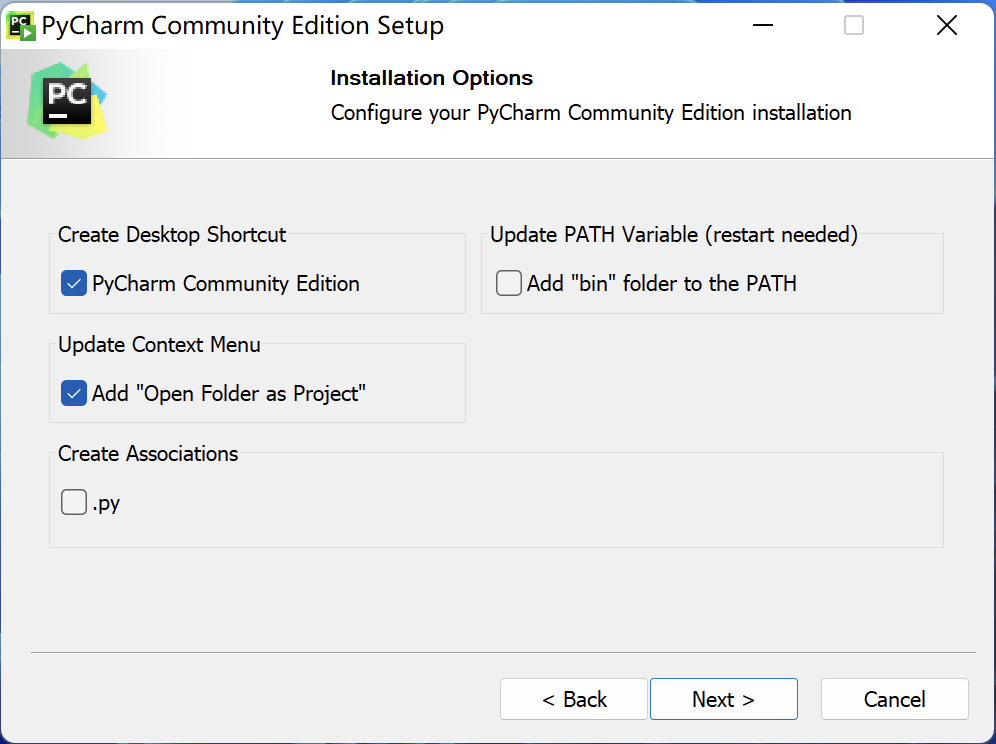 PyCharm Community Edition Setup
PC
Installation Options
Configure your PyCharm Community Edition installation
Create Desktop Shortcut
PyCharm Community Edition
Update PATH Variable (restart needed)
Add "bin" folder to the PATH
Update Context Menu
Add "Open Folder as Project"
Create Associations
.py
< Back
Next >
Cancel